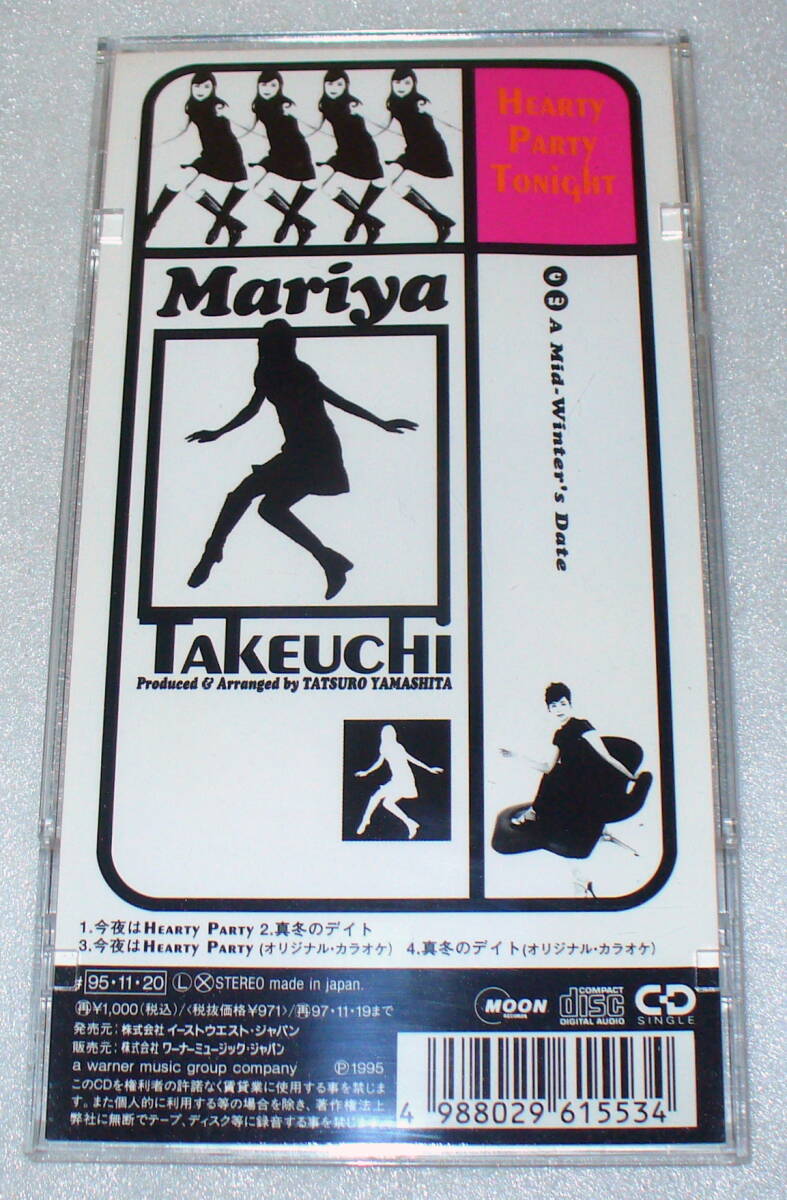 HEARTY
PARTY
TONIGHT
Mariya
c w A Mid-Winter's Date
TAKEUCHI
Produced & Arranged by TATSURO YAMASHITA
1.今夜はHEARTY PARTY 2.真冬のデイト
3.今夜はHEARTY PARTY (オリジナル・カラオケ) 4.真冬のデイト(オリジナル・カラオケ)
♯95・11・20 Ⓛ Ⓧ STEREO made in japan.
再¥1,000(税込)/〈税抜価格¥971〉/再97・11・19まで
発売元: 株式会社 イーストウエスト・ジャパン
販売元: 株式会社 ワーナーミュージック・ジャパン
a warner music group company Ⓟ1995
このCDを権利者の許諾なく賃貸業に使用する事を禁じま
す。また個人的に利用する等の場合を除き、著作権法上
弊社に無断でテープ、ディスク等に録音する事を禁じます。
MOON
RECORDS
COMPACT
disc
DIGITAL AUDIO
CD
SINGLE
4 988029 615534